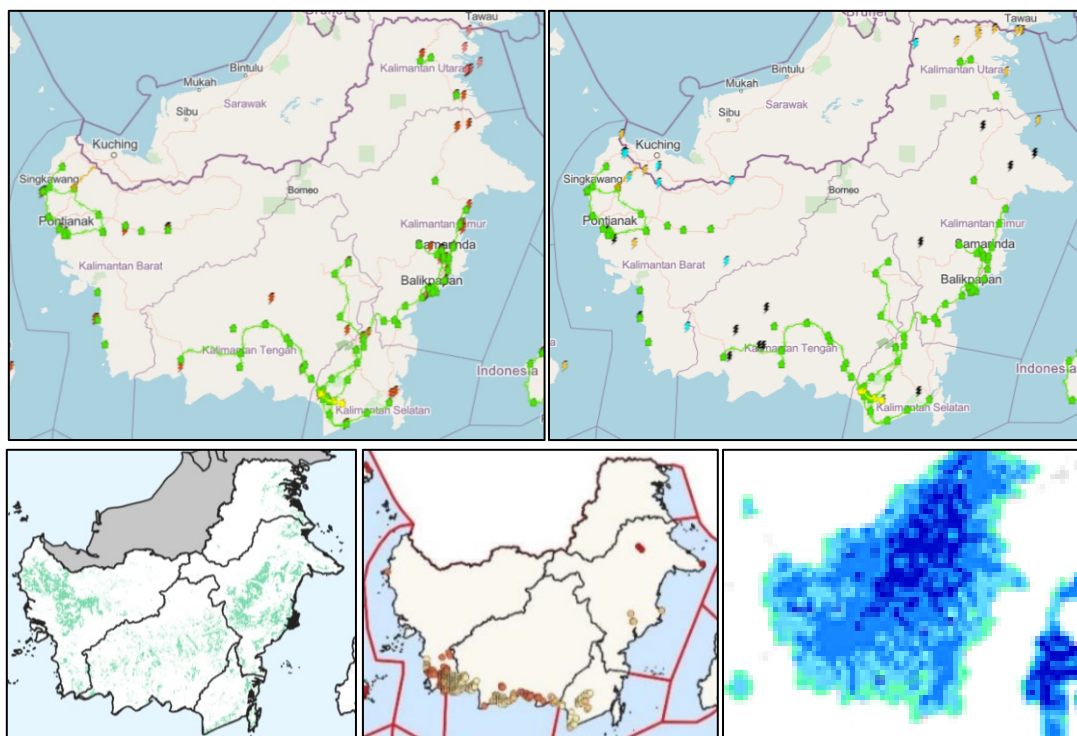 Brunei
Tawau
Kalimantan Utara
Bintulu
Mukah
Sibu
Sarawak
Kuching
Singkawang
Borneo
Pontianak
Kalimantan Timur
Samarinda
Kalimantan Barat
Balikpapan
Kalimantan Tengah
Indonesia
Kalimantan Selatan
Brunei
Tawau
Kalimantan Utara
Bintulu
Mukah
Sibu
Sarawak
Kuching
Singkawang
Borneo
Pontianak
Kalimantan Timur
Samarinda
Kalimantan Barat
Balikpapan
Kalimantan Tengah
Indonesia
Kalimantan Selatan